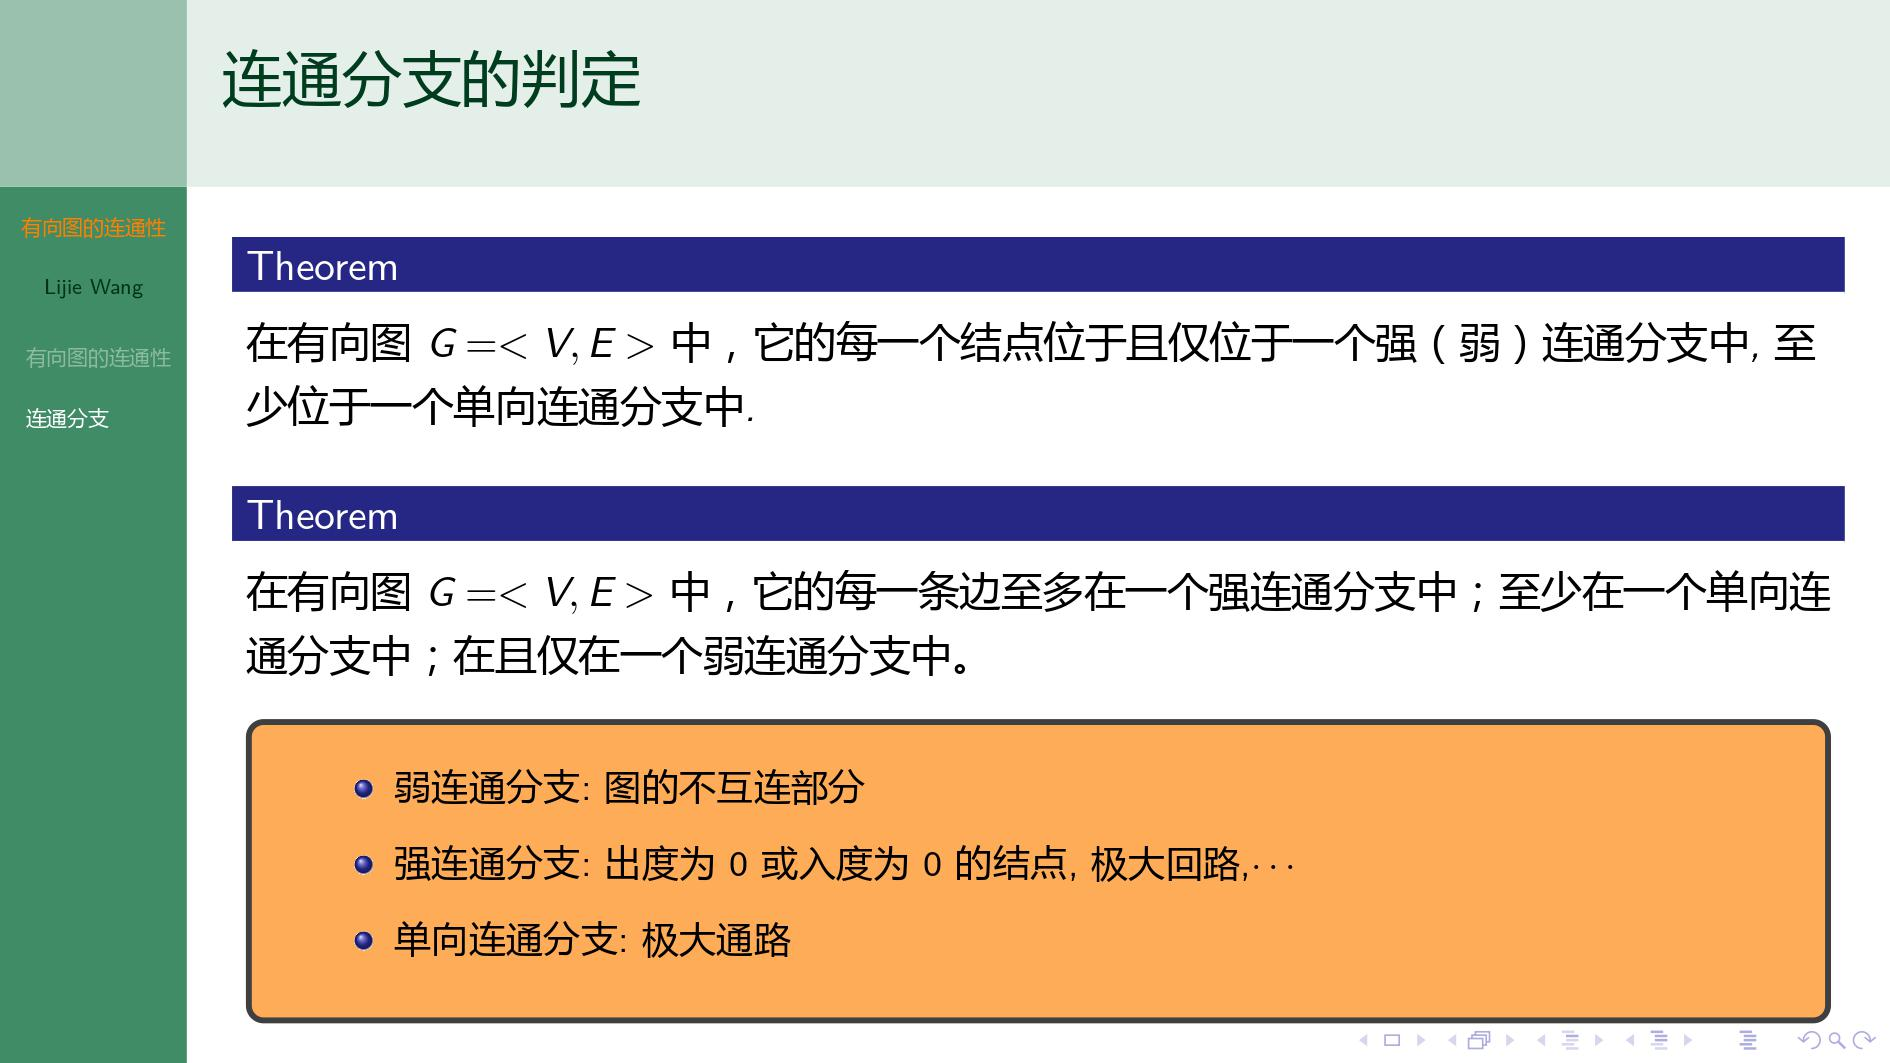 连通分支的判定
有向图的连通性
Lijie Wang
有向图的连通性
连通分支
Theorem
在有向图 G =< V, E > 中，它的每一个结点位于且仅位于一个强（弱）连通分支中, 至
少位于一个单向连通分支中.
Theorem
在有向图 G =< V, E > 中，它的每一条边至多在一个强连通分支中；至少在一个单向连
通分支中；在且仅在一个弱连通分支中。
弱连通分支: 图的不互连部分
强连通分支: 出度为 0 或入度为 0 的结点, 极大回路,···
单向连通分支: 极大通路